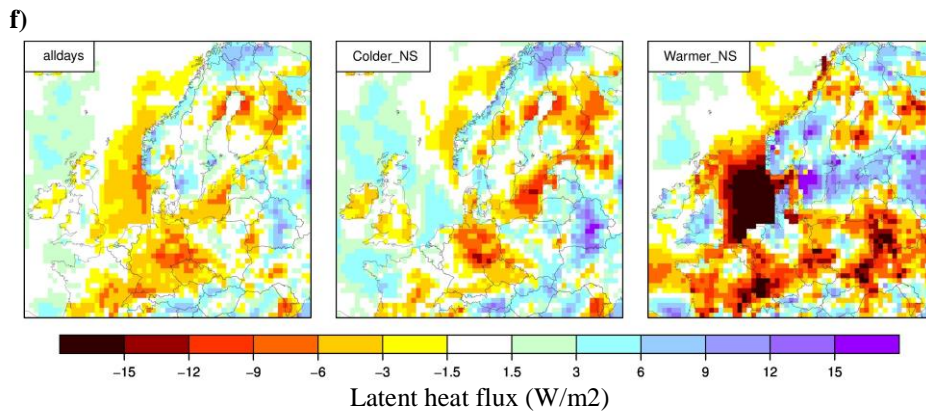 f)
alldays
Colder_NS
Warmer_NS
−15 −12 −9 −6 −3 −1.5 1.5 3 6 9 12 15
Latent heat flux (W/m2)